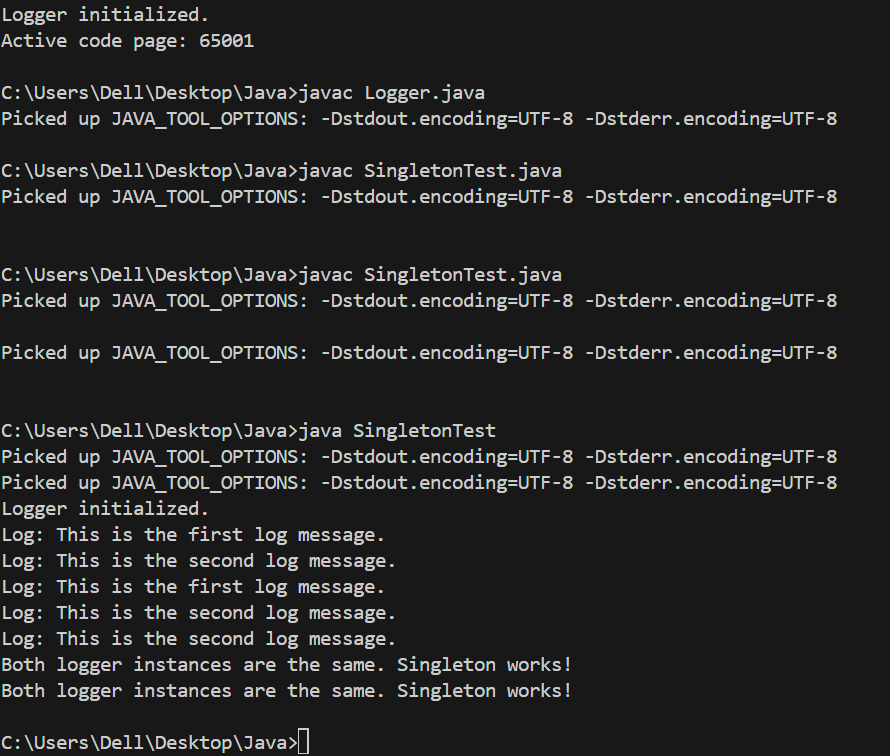 Logger initialized.
Active code page: 65001
C:\Users\Dell\Desktop\Java>javac Logger.java
Picked up JAVA_TOOL_OPTIONS: -Dstdout.encoding=UTF-8 -Dstderr.encoding=UTF-8
C:\Users\Dell\Desktop\Java>javac SingletonTest.java
Picked up JAVA_TOOL_OPTIONS: -Dstdout.encoding=UTF-8 -Dstderr.encoding=UTF-8
C:\Users\Dell\Desktop\Java>javac SingletonTest.java
Picked up JAVA_TOOL_OPTIONS: -Dstdout.encoding=UTF-8 -Dstderr.encoding=UTF-8
Picked up JAVA_TOOL_OPTIONS: -Dstdout.encoding=UTF-8 -Dstderr.encoding=UTF-8
C:\Users\Dell\Desktop\Java>java SingletonTest
Picked up JAVA_TOOL_OPTIONS: -Dstdout.encoding=UTF-8 -Dstderr.encoding=UTF-8
Picked up JAVA_TOOL_OPTIONS: -Dstdout.encoding=UTF-8 -Dstderr.encoding=UTF-8
Logger initialized.
Log: This is the first log message.
Log: This is the second log message.
Log: This is the first log message.
Log: This is the second log message.
Log: This is the second log message.
Both logger instances are the same. Singleton works!
Both logger instances are the same. Singleton works!
C:\Users\Dell\Desktop\Java>